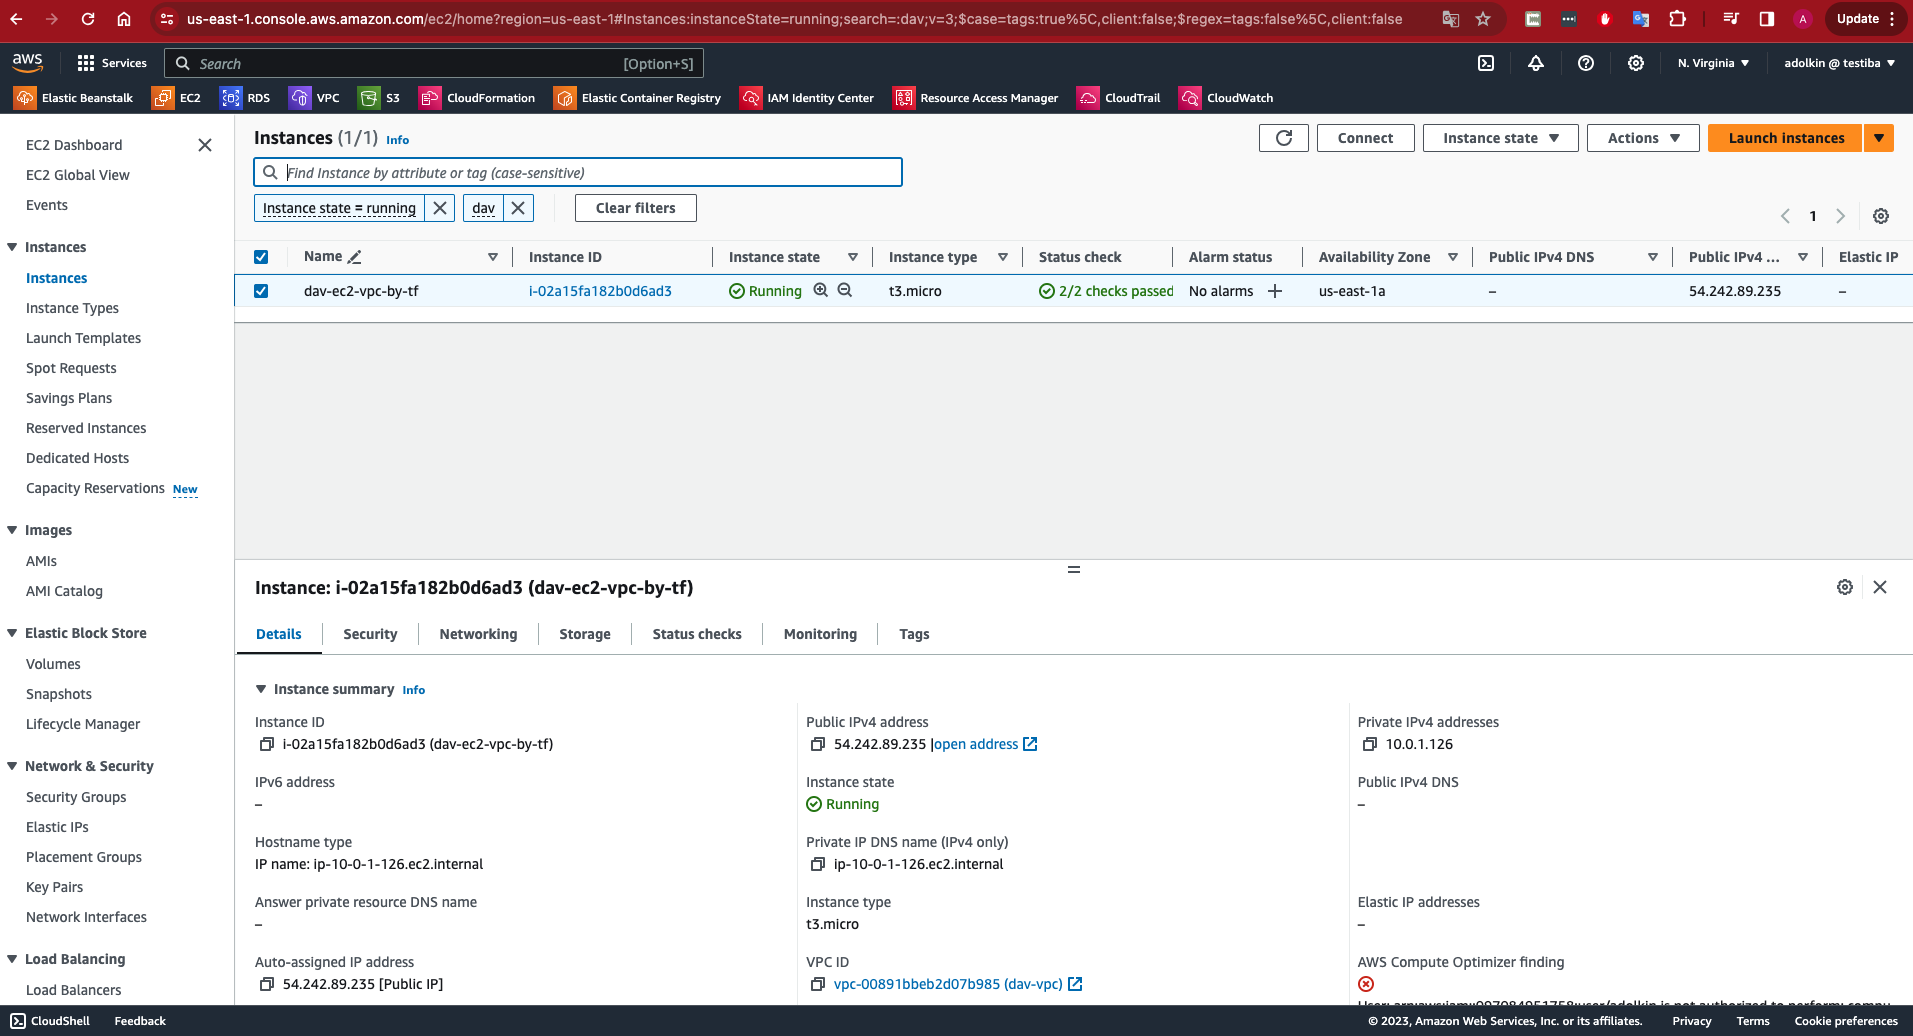 us-east-1.console.aws.amazon.com/ec2/home?region=us-east-1#Instances:instanceState=running;search=:dav;v=3;$case=tags:true%5C,client:false;$regex=tags:false%5C,client:false
A
Update
aws
Services
Search
[Option+S]
N. Virginia
adolkin @ testiba
Elastic Beanstalk
EC2
RDS
VPC
S3
CloudFormation
Elastic Container Registry
IAM Identity Center
Resource Access Manager
CloudTrail
CloudWatch
EC2 Dashboard
EC2 Global View
Events
Instances
Instances
Instance Types
Launch Templates
Spot Requests
Savings Plans
Reserved Instances
Dedicated Hosts
Capacity Reservations New
Images
AMIs
AMI Catalog
Elastic Block Store
Volumes
Snapshots
Lifecycle Manager
Network & Security
Security Groups
Elastic IPs
Placement Groups
Key Pairs
Network Interfaces
Load Balancing
Load Balancers
Instances (1/1) Info
Connect
Instance state
Actions
Launch instances
Find Instance by attribute or tag (case-sensitive)
Instance state = running
dav
Clear filters
1
Name
Instance ID
Instance state
Instance type
Status check
Alarm status
Availability Zone
Public IPv4 DNS
Public IPv4 ...
Elastic IP
dav-ec2-vpc-by-tf
i-02a15fa182b0d6ad3
Running
t3.micro
2/2 checks passed
No alarms
us-east-1a
–
54.242.89.235
–
Instance: i-02a15fa182b0d6ad3 (dav-ec2-vpc-by-tf)
Details
Security
Networking
Storage
Status checks
Monitoring
Tags
Instance summary Info
Instance ID
i-02a15fa182b0d6ad3 (dav-ec2-vpc-by-tf)
Public IPv4 address
54.242.89.235 |open address
Private IPv4 addresses
10.0.1.126
IPv6 address
–
Instance state
Running
Public IPv4 DNS
–
Hostname type
IP name: ip-10-0-1-126.ec2.internal
Private IP DNS name (IPv4 only)
ip-10-0-1-126.ec2.internal
Answer private resource DNS name
–
Instance type
t3.micro
Elastic IP addresses
–
Auto-assigned IP address
54.242.89.235 [Public IP]
VPC ID
vpc-00891bbeb2d07b985 (dav-vpc)
AWS Compute Optimizer finding
CloudShell
Feedback
© 2023, Amazon Web Services, Inc. or its affiliates.
Privacy
Terms
Cookie preferences